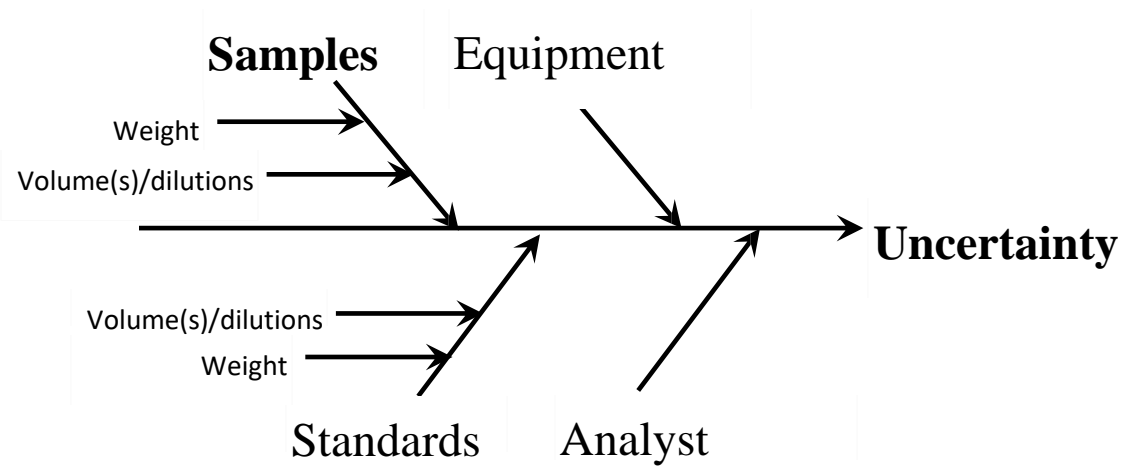 Samples
Equipment
Weight
Volume(s)/dilutions
Uncertainty
Volume(s)/dilutions
Weight
Standards
Analyst